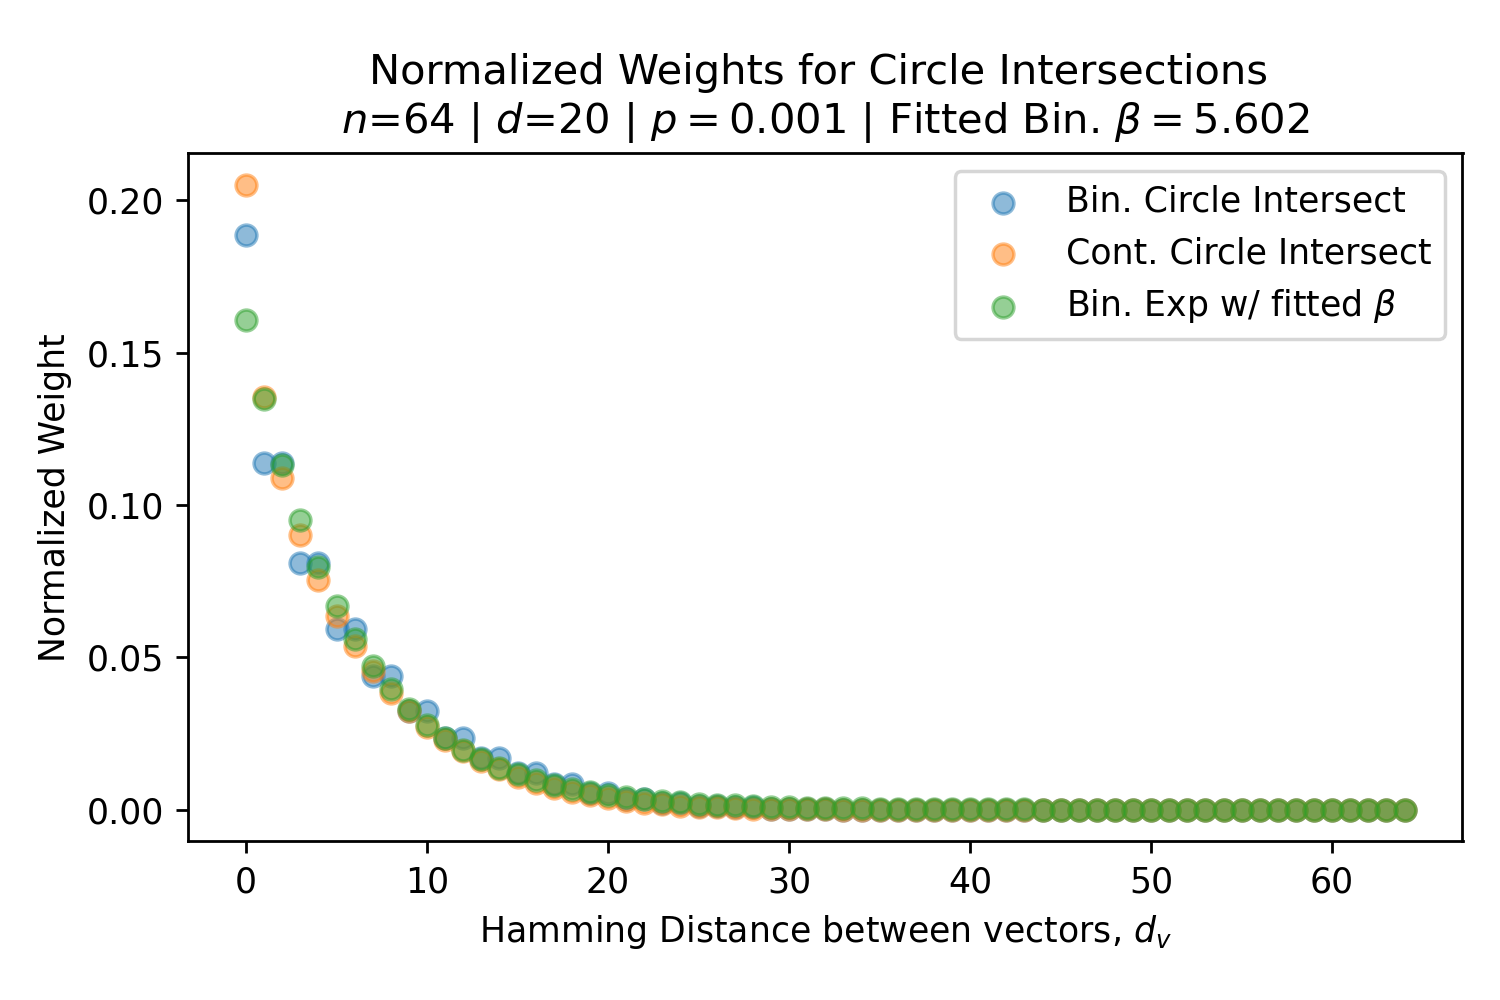 Normalized Weights for Circle Intersections
n=64 | d=20 | p = 0.001 | Fitted Bin. β = 5.602
Bin. Circle Intersect
Cont. Circle Intersect
Bin. Exp w/ fitted β
Normalized Weight
0.20
0.15
0.10
0.05
0.00
0 10 20 30 40 50 60
Hamming Distance between vectors, dᵥ